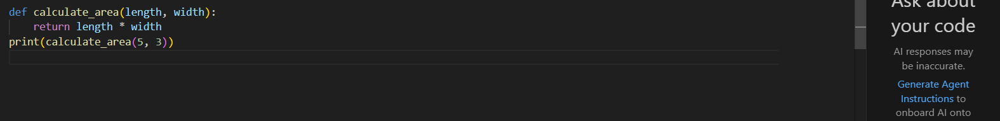 def calculate_area(length, width):
    return length * width
print(calculate_area(5, 3))
Ask about
your code
AI responses may
be inaccurate.
Generate Agent
Instructions to
onboard AI onto